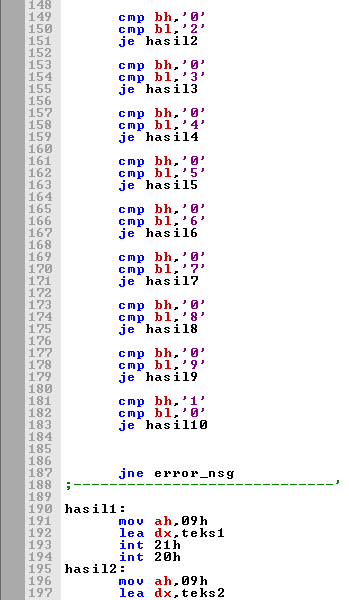 148
149 cmp bh,'0'
150 cmp bl,'2'
151 je hasil2
152
153 cmp bh,'0'
154 cmp bl,'3'
155 je hasil3
156
157 cmp bh,'0'
158 cmp bl,'4'
159 je hasil4
160
161 cmp bh,'0'
162 cmp bl,'5'
163 je hasil5
164
165 cmp bh,'0'
166 cmp bl,'6'
167 je hasil6
168
169 cmp bh,'0'
170 cmp bl,'7'
171 je hasil7
172
173 cmp bh,'0'
174 cmp bl,'8'
175 je hasil8
176
177 cmp bh,'0'
178 cmp bl,'9'
179 je hasil9
180
181 cmp bh,'1'
182 cmp bl,'0'
183 je hasil10
184
185
186
187 jne error_nsg
188 ;-----------------------------'
189
190 hasil1:
191 mov ah,09h
192 lea dx,teks1
193 int 21h
194 int 20h
195 hasil2:
196 mov ah,09h
197 lea dx,teks2